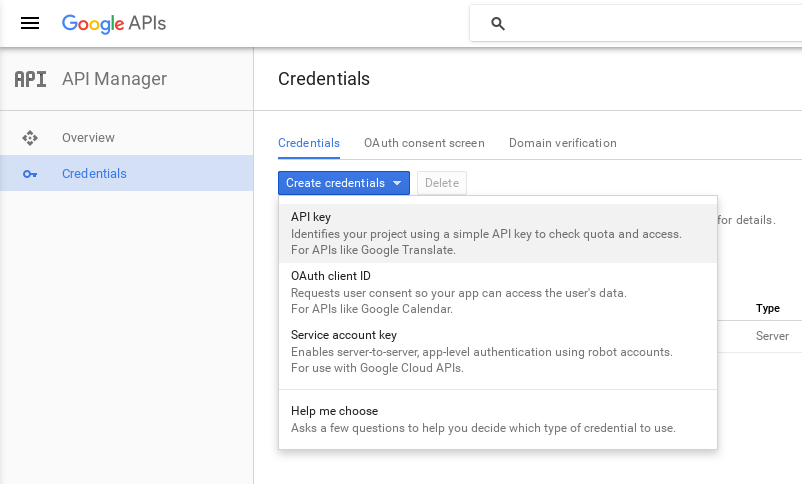 Google APIs
API API Manager
Credentials
Overview
Credentials
Credentials OAuth consent screen Domain verification
Create credentials Delete
for details.
API key
Identifies your project using a simple API key to check quota and access.
For APIs like Google Translate.
OAuth client ID
Requests user consent so your app can access the user's data.
For APIs like Google Calendar.
Type
Service account key
Server
Enables server-to-server, app-level authentication using robot accounts.
For use with Google Cloud APIs.
Help me choose
Asks a few questions to help you decide which type of credential to use.